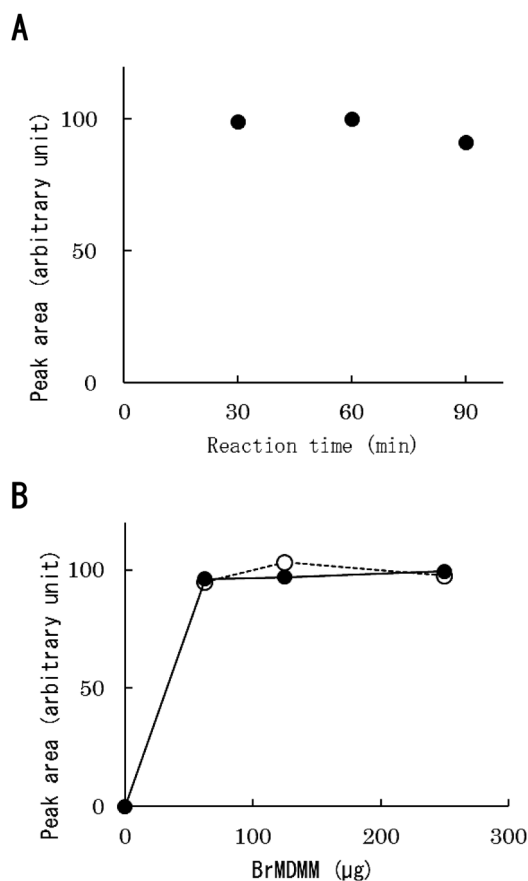 A
Peak area (arbitrary unit)
100
50
0
0 30 60 90
Reaction time (min)
B
Peak area (arbitrary unit)
100
50
0
0 100 200 300
BrMDMM (μg)